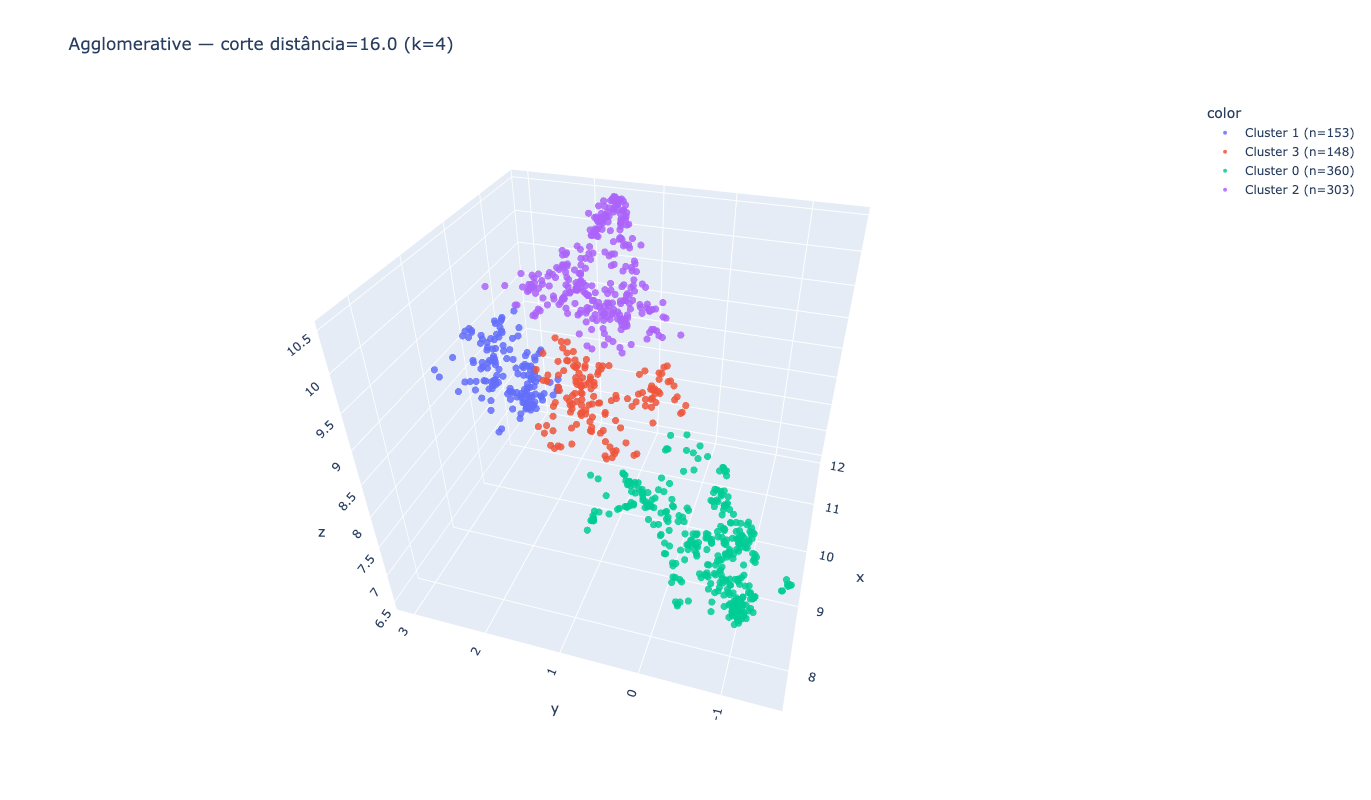 Agglomerative — corte distância=16.0 (k=4)
color
Cluster 1 (n=153)
Cluster 3 (n=148)
Cluster 0 (n=360)
Cluster 2 (n=303)
10.5
10
9.5
9
8.5
8
7.5
7
6.5
z
3
2
1
0
-1
y
12
11
10
9
8
x